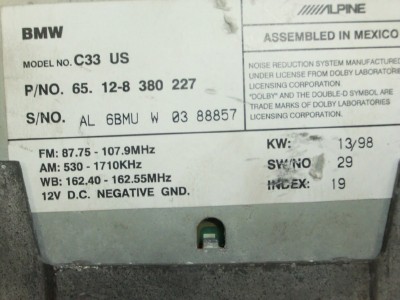 BMW
MODEL NO. C33 US
P/NO. 65. 12-8 380 227
S/NO. AL 6BMU W 03 88857
ALPINE
ASSEMBLED IN MEXICO
NOISE REDUCTION SYSTEM MANUFACTURED
UNDER LICENSE FROM DOLBY LABORATORIES
LICENSING CORPORATION.
"DOLBY" AND THE DOUBLE-D SYMBOL ARE
TRADE MARKS OF DOLBY LABORATORIES
LICENSING CORPORATION.
FM: 87.75 - 107.9MHz
AM: 530 - 1710KHz
WB: 162.40 - 162.55MHz
12V D.C. NEGATIVE GND.
KW: 13/98
SW/NO 29
INDEX: 19